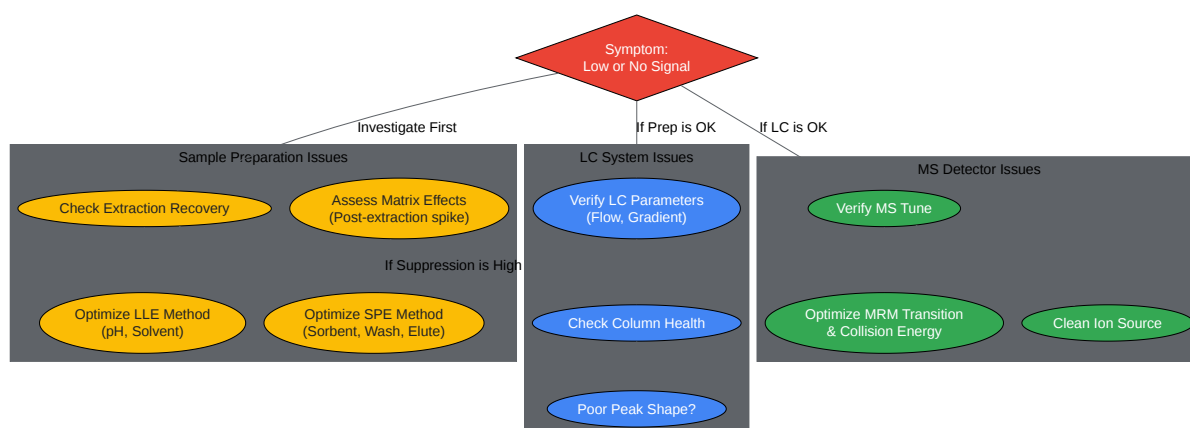 Symptom:
Low or No Signal
Investigate First
If Prep is OK
If LC is OK
Sample Preparation Issues
Check Extraction Recovery
Assess Matrix Effects
(Post-extraction spike)
If Suppression is High
Optimize LLE Method
(pH, Solvent)
Optimize SPE Method
(Sorbent, Wash, Elute)
LC System Issues
Verify LC Parameters
(Flow, Gradient)
Check Column Health
Poor Peak Shape?
MS Detector Issues
Verify MS Tune
Optimize MRM Transition
& Collision Energy
Clean Ion Source